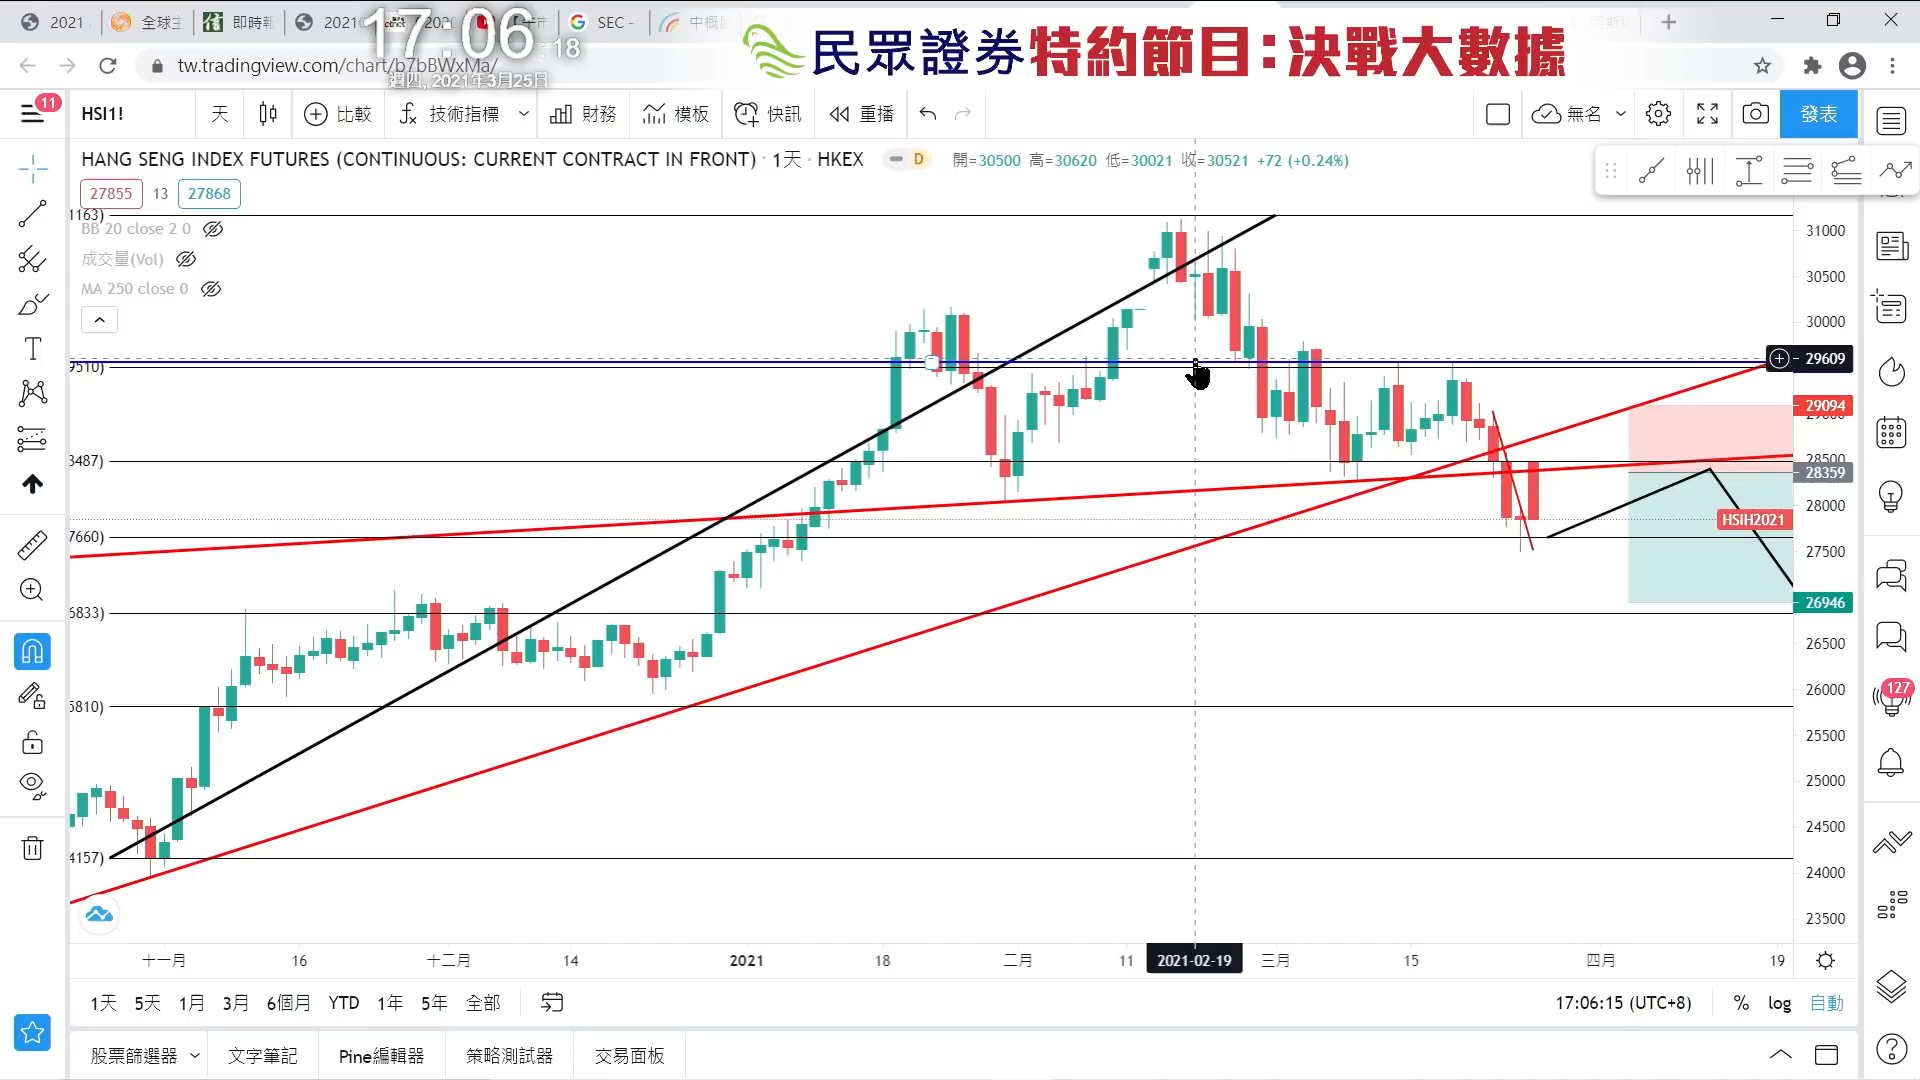 2021
全球主
即時新
2021
SEC -
17:06:18
週四, 2021年3月25日
民眾證券特約節目:決戰大數據
tw.tradingview.com/chart/b7bBWxMa/
11
HSI1!
天
比較
技術指標
財務
模板
快訊
重播
無名
發表
HANG SENG INDEX FUTURES (CONTINUOUS: CURRENT CONTRACT IN FRONT) · 1天 · HKEX
D
開=30500 高=30620 低=30021 收=30521 +72 (+0.24%)
27855
13
27868
1163)
BB 20 close 2 0
成交量(Vol)
MA 250 close 0
9510)
3487)
7660)
6833)
5810)
4157)
31000
30500
30000
29609
29094
28500
28359
28000
HSIH2021
27500
26946
26500
26000
25500
25000
24500
24000
23500
127
十一月
16
十二月
14
2021
18
二月
11
2021-02-19
三月
15
四月
19
1天
5天
1月
3月
6個月
YTD
1年
5年
全部
17:06:15 (UTC+8)
%
log
自動
股票篩選器
文字筆記
Pine編輯器
策略測試器
交易面板